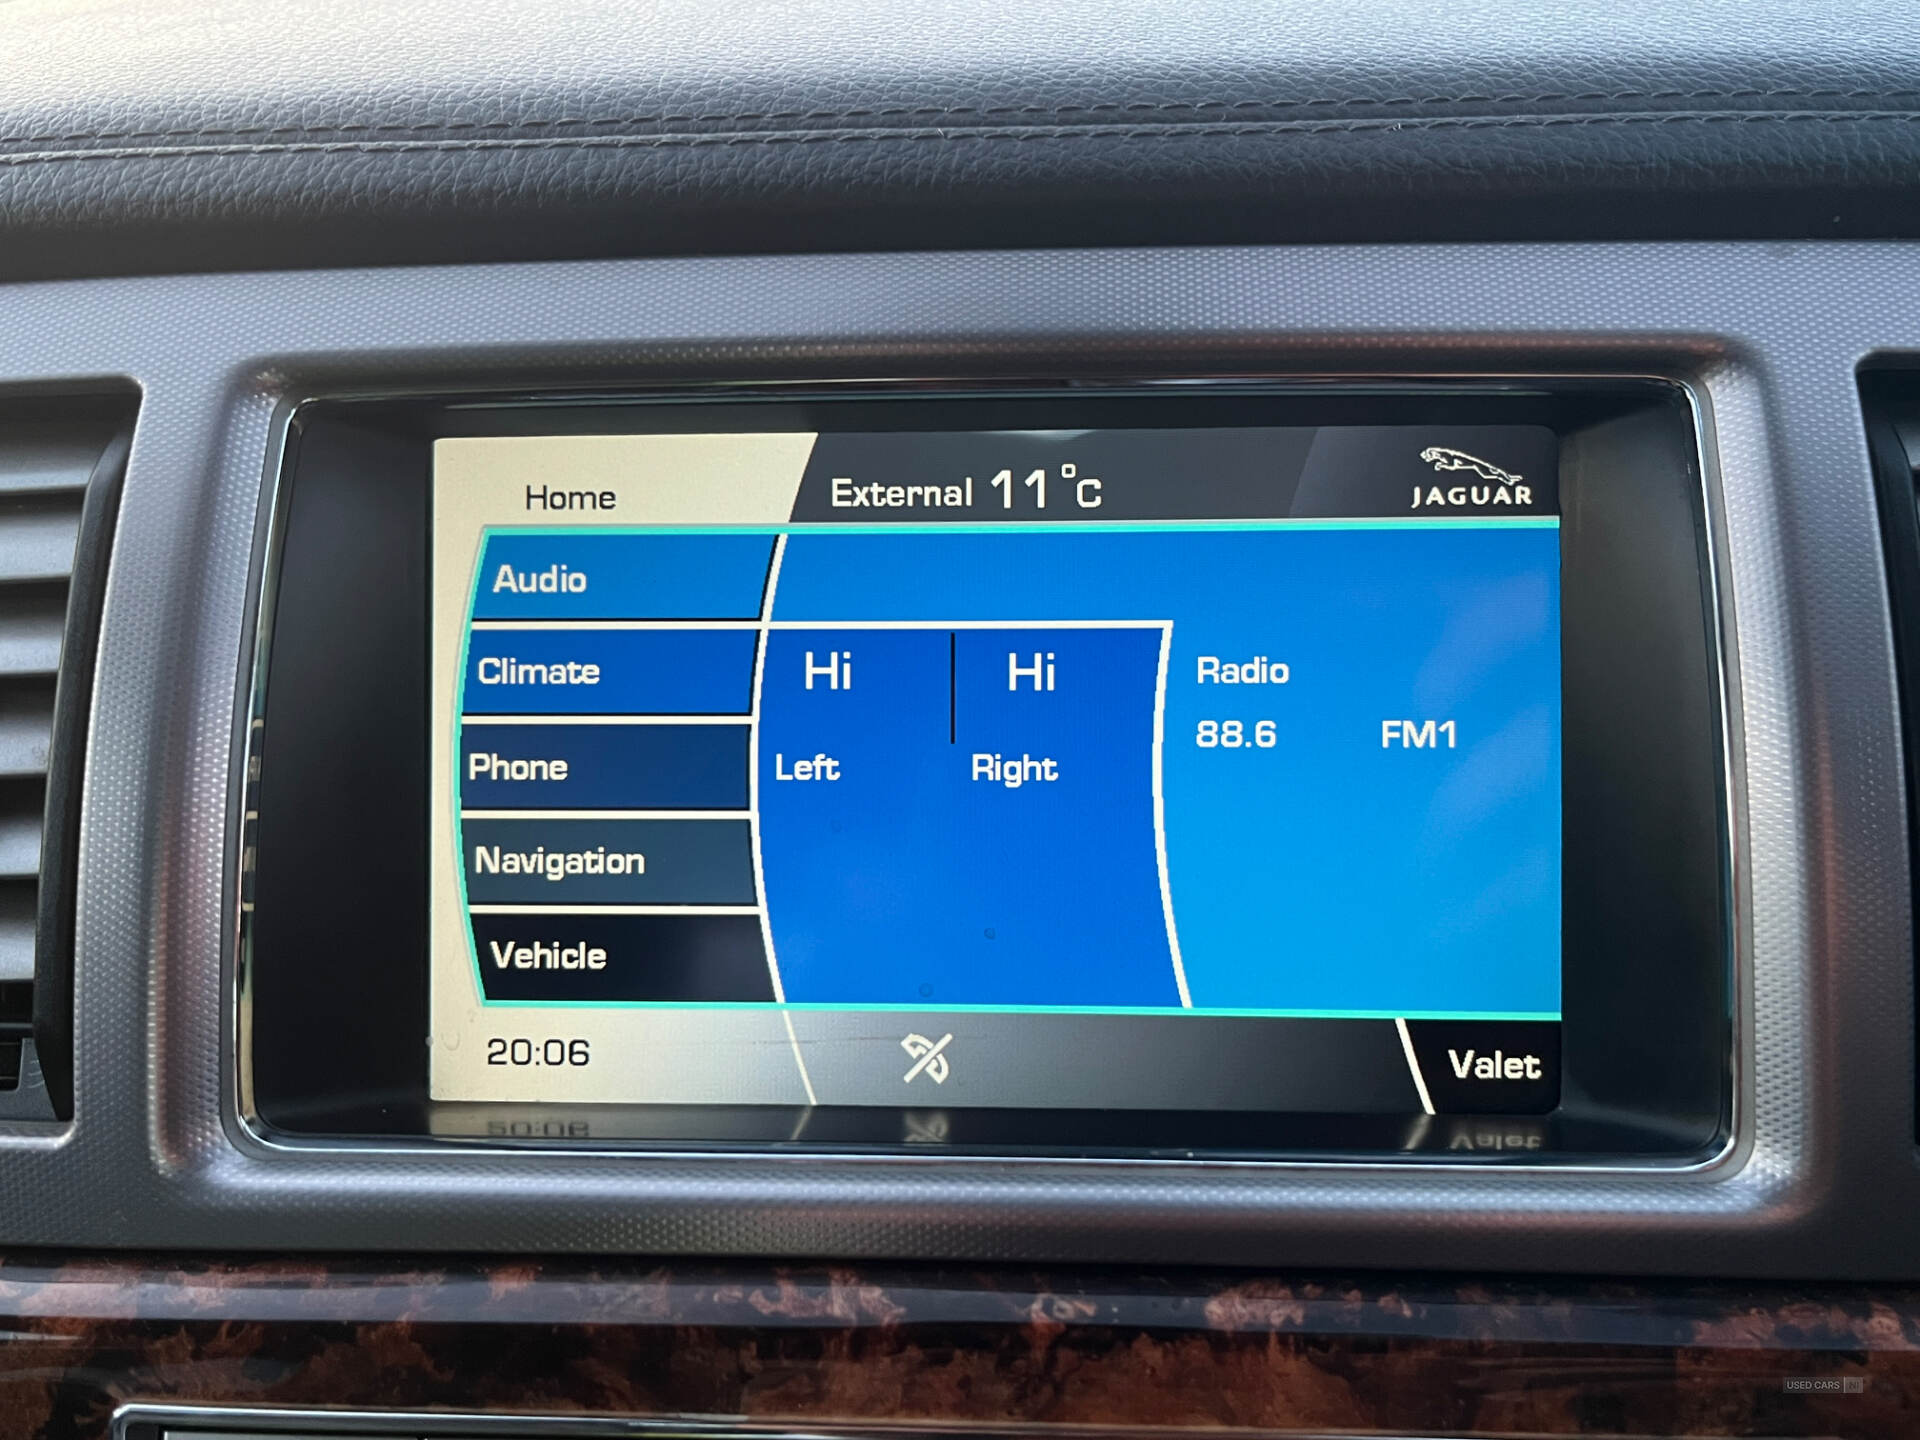 Home
External 11°C
JAGUAR
Audio
Climate
Hi
Hi
Radio
88.6
FM1
Phone
Left
Right
Navigation
Vehicle
20:06
Valet
USED CARS NI